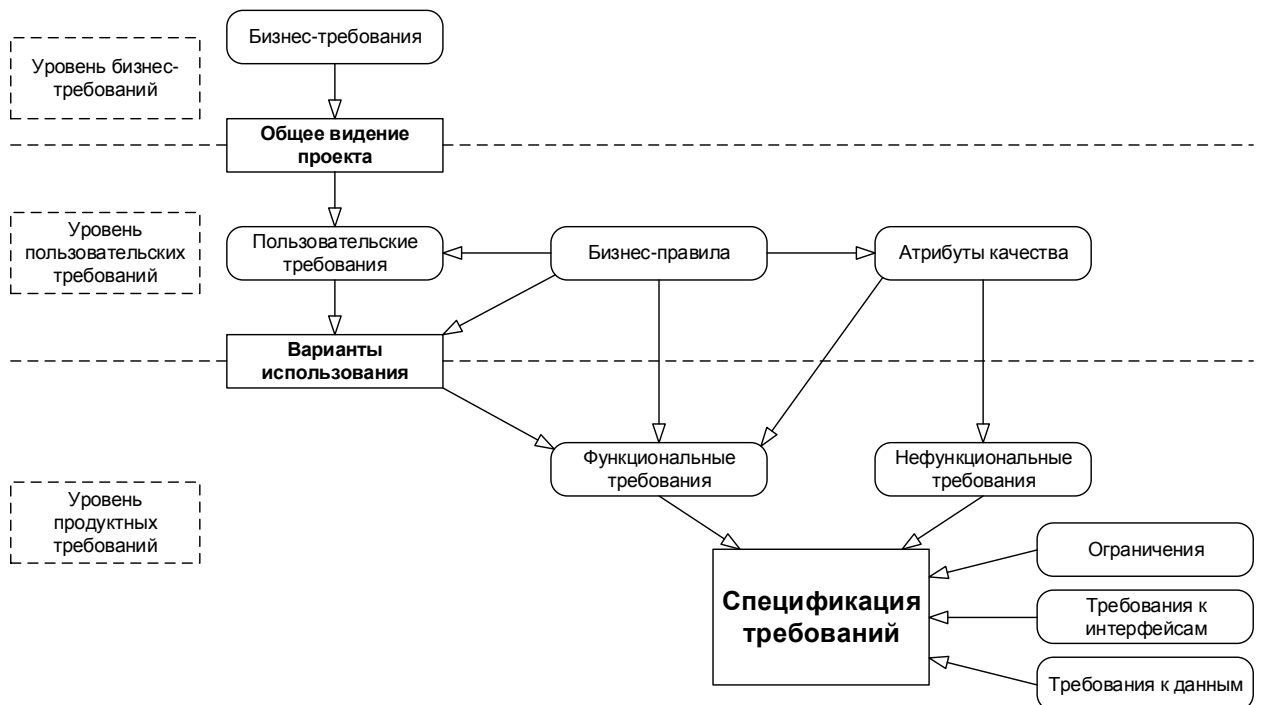 Бизнес-требования
Уровень бизнес-
требований
Общее видение
проекта
Уровень
пользовательских
требований
Пользовательские
требования
Бизнес-правила
Атрибуты качества
Варианты
использования
Функциональные
требования
Нефункциональные
требования
Уровень
продуктных
требований
Спецификация
требований
Ограничения
Требования к
интерфейсам
Требования к данным